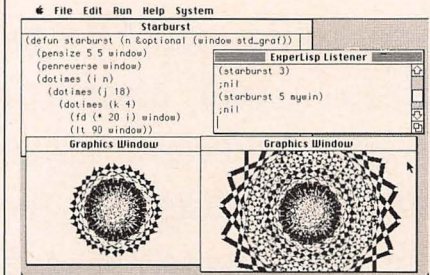 File Edit Run Help System
Starburst
(defun starburst (n &optional (window std_graf))
(pensize 5 5 window)
(penreverse window)
(dotimes (i n)
(dotimes (j 18)
(dotimes (k 4)
(fd (* 20 i) window)
(lt 90 window))
ExperLisp Listener
(starburst 3)
;nil
(starburst 5 mywin)
;nil
Graphics Window
Graphics Window